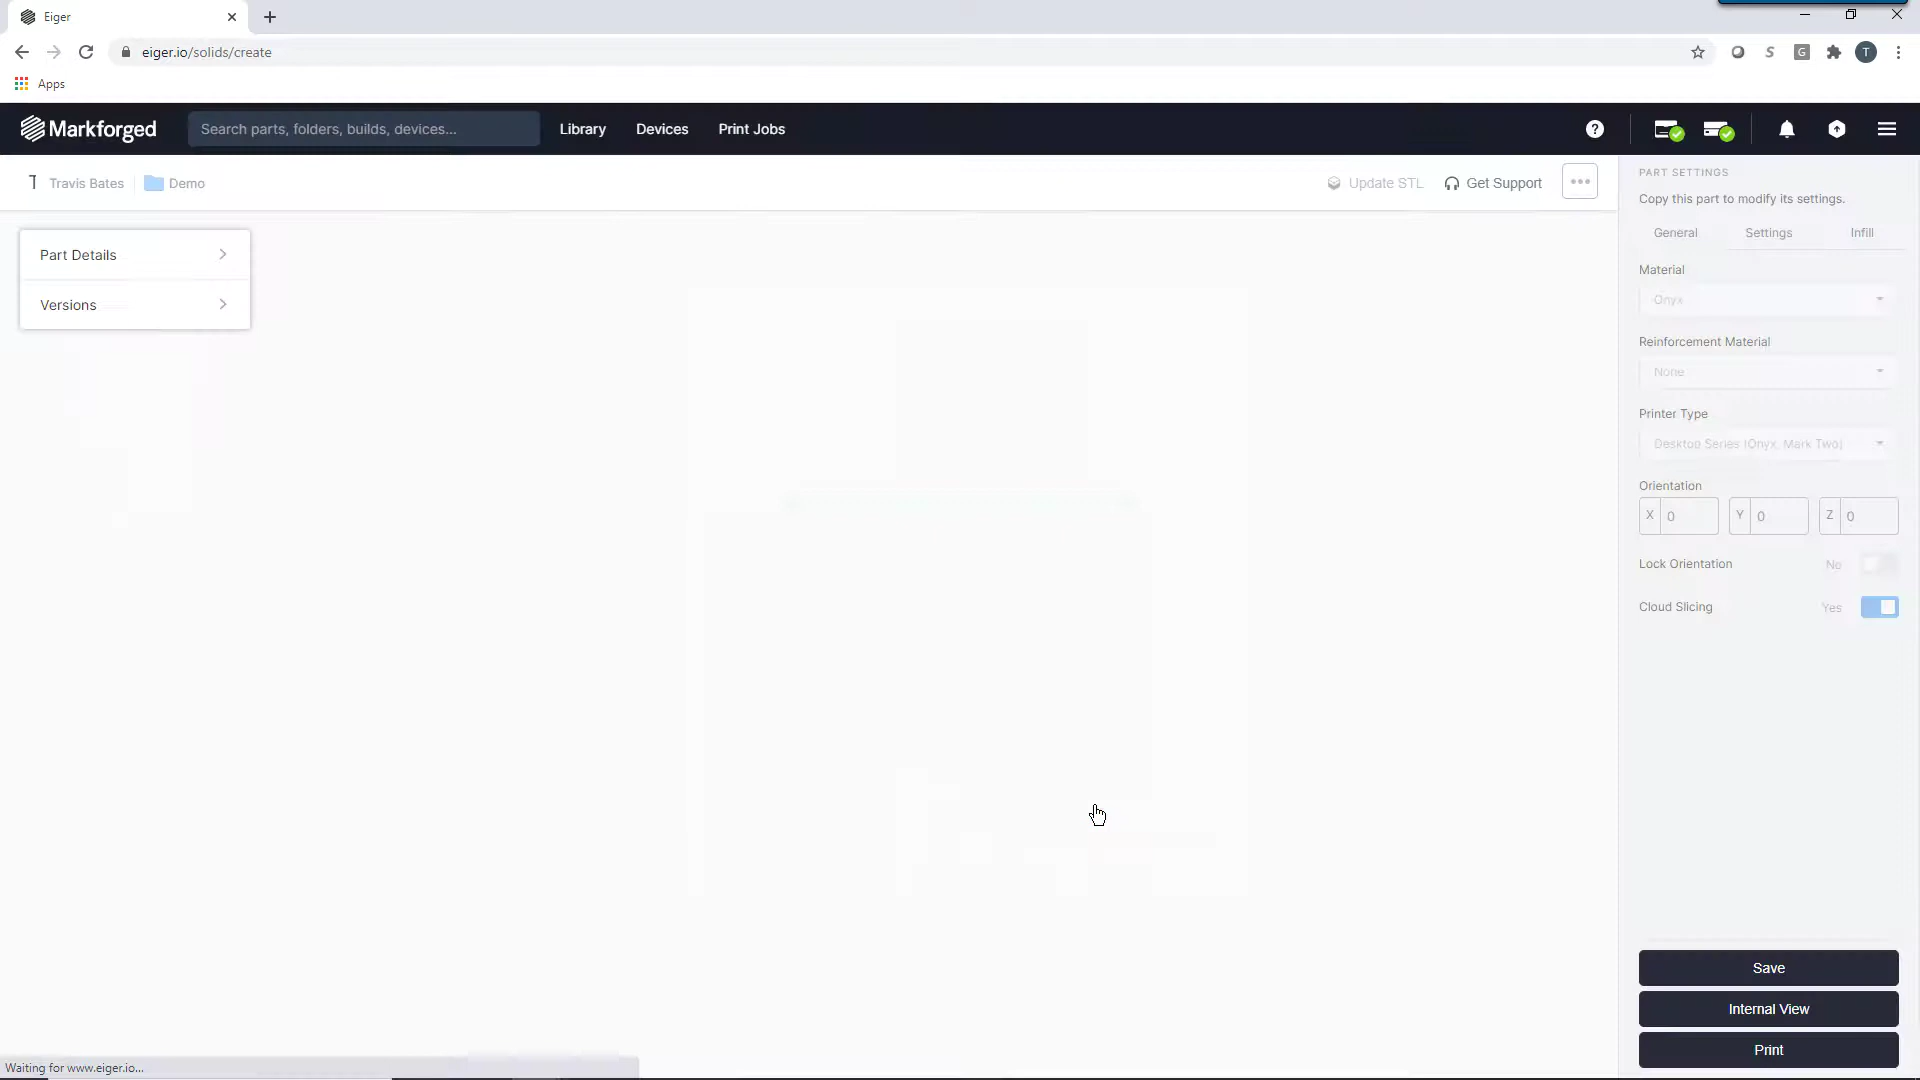 Eiger
eiger.io/solids/create
Apps
Markforged
Search parts, folders, builds, devices...
Library
Devices
Print Jobs
?
T
Travis Bates
Demo
Update STL
Get Support
Part Details
Versions
PART SETTINGS
Copy this part to modify its settings.
General
Settings
Infill
Material
Onyx
Reinforcement Material
None
Printer Type
Desktop Series (Onyx, Mark Two)
Orientation
X 0 Y 0 Z 0
Lock Orientation No
Cloud Slicing Yes
Save
Internal View
Print
Waiting for www.eiger.io...